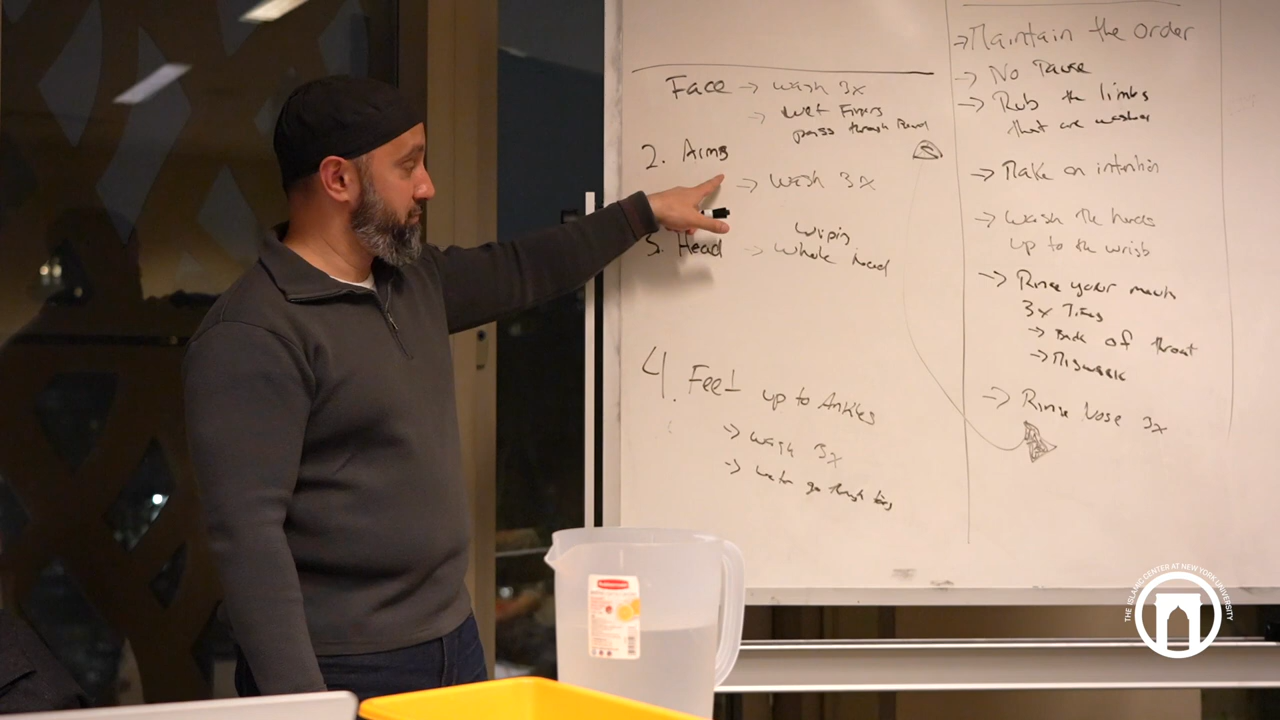 Face → wash 3x
→ wet Fingers
pass through Beard
2. Arms
→ wash 3x
3. Head → wiping
whole head
4. Feet up to Ankles
→ wash 3x
→ water go through
→ Maintain the order
→ No Pause
→ Rub the limbs
that are washed
→ Make an intention
→ Wash the hands
up to the wrists
→ Rinse your mouth
3x Times
→ Back of throat
→ Miswaak
→ Rinse Nose 3x
Rubbermaid
THE ISLAMIC CENTER AT NEW YORK UNIVERSITY